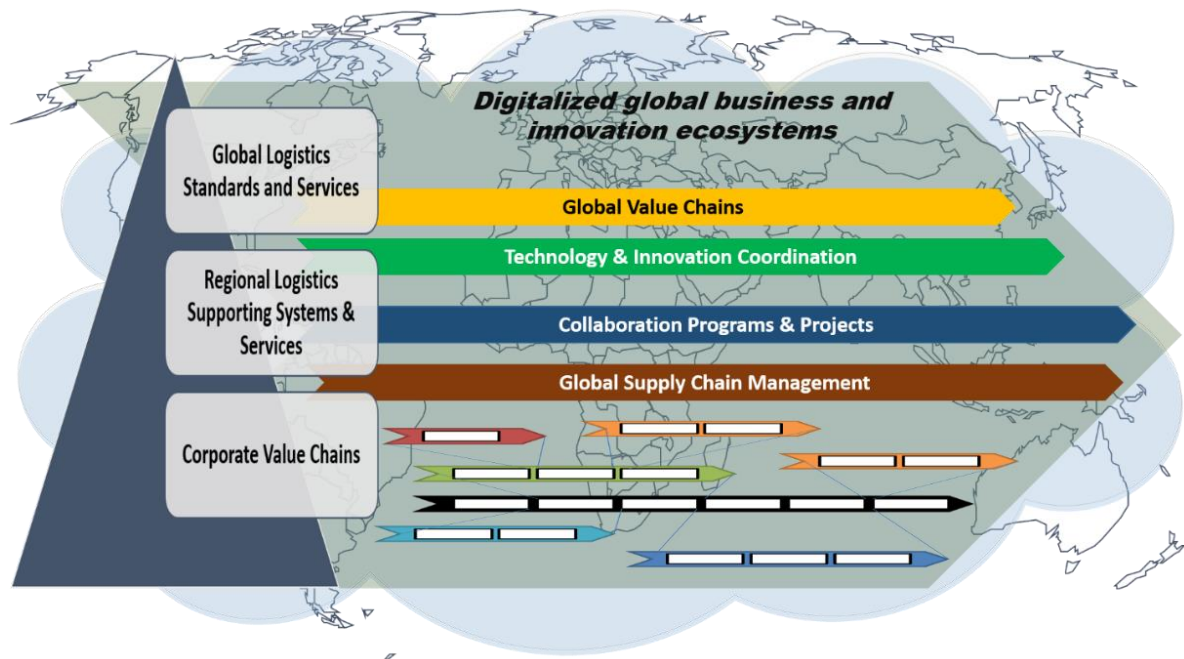 Digitalized global business and
innovation ecosystems
Global Logistics
Standards and Services
Global Value Chains
Technology & Innovation Coordination
Regional Logistics
Supporting Systems &
Services
Collaboration Programs & Projects
Global Supply Chain Management
Corporate Value Chains